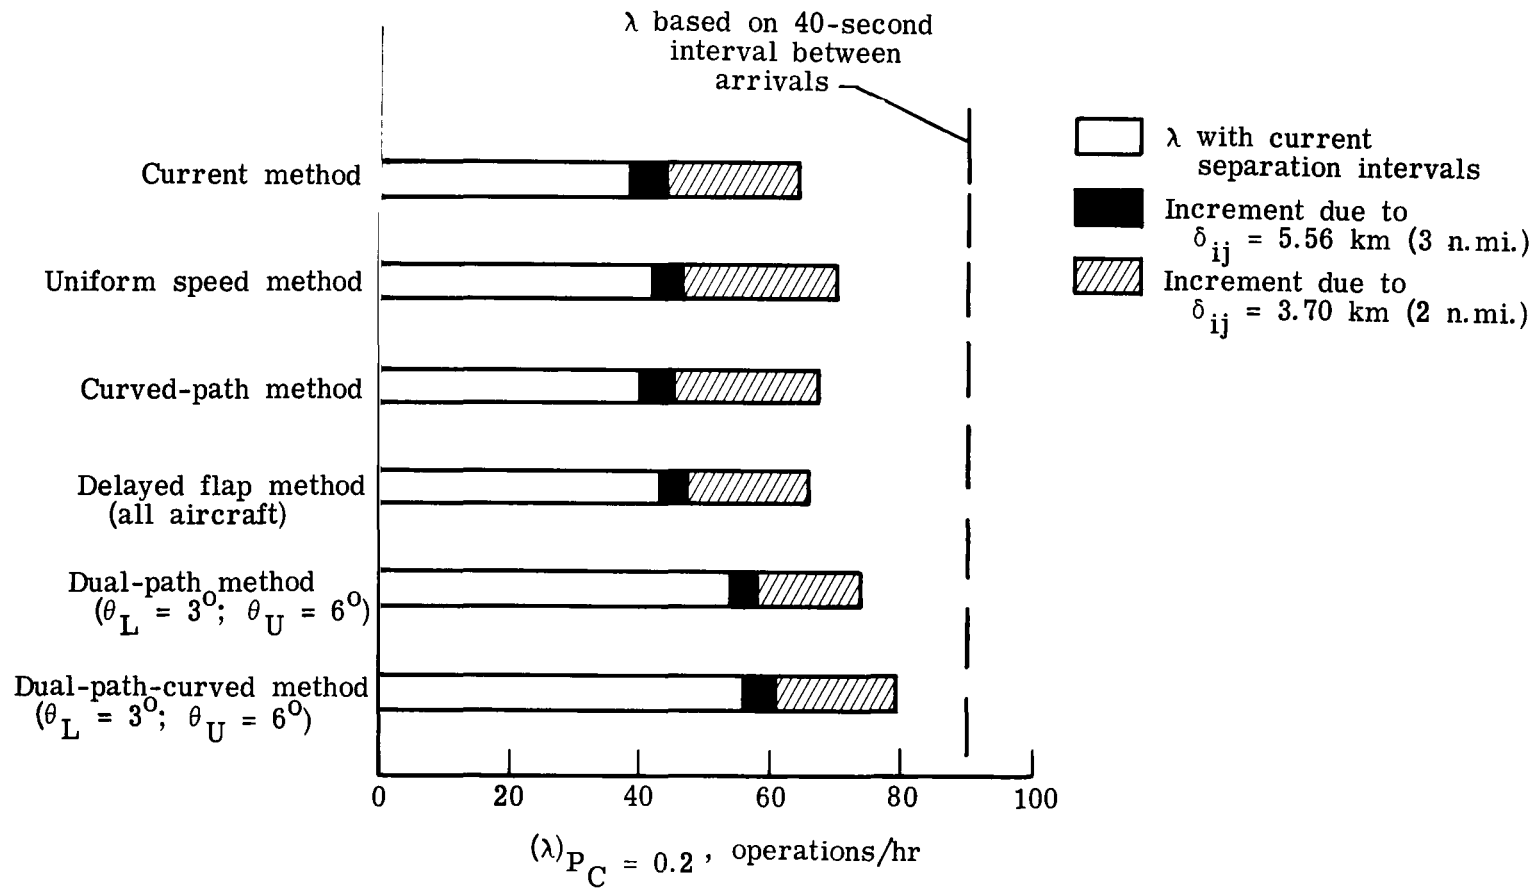 λ based on 40-second
interval between
arrivals
λ with current
separation intervals
Increment due to
δij = 5.56 km (3 n.mi.)
Increment due to
δij = 3.70 km (2 n.mi.)
Current method
Uniform speed method
Curved-path method
Delayed flap method
(all aircraft)
Dual-path method
(θL = 3°; θU = 6°)
Dual-path-curved method
(θL = 3°; θU = 6°)
0 20 40 60 80 100
(λ)PC = 0.2, operations/hr